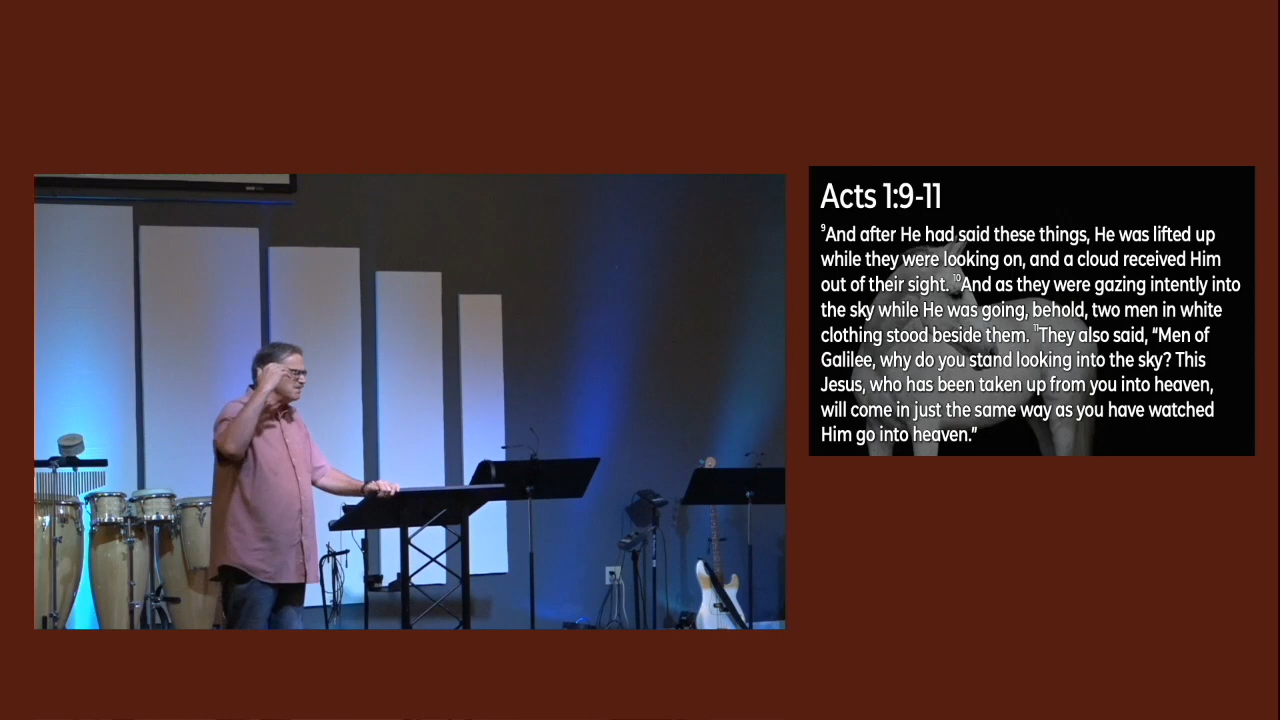 Acts 1:9-11
⁹And after He had said these things, He was lifted up
while they were looking on, and a cloud received Him
out of their sight. ¹⁰And as they were gazing intently into
the sky while He was going, behold, two men in white
clothing stood beside them. ¹¹They also said, “Men of
Galilee, why do you stand looking into the sky? This
Jesus, who has been taken up from you into heaven,
will come in just the same way as you have watched
Him go into heaven.”